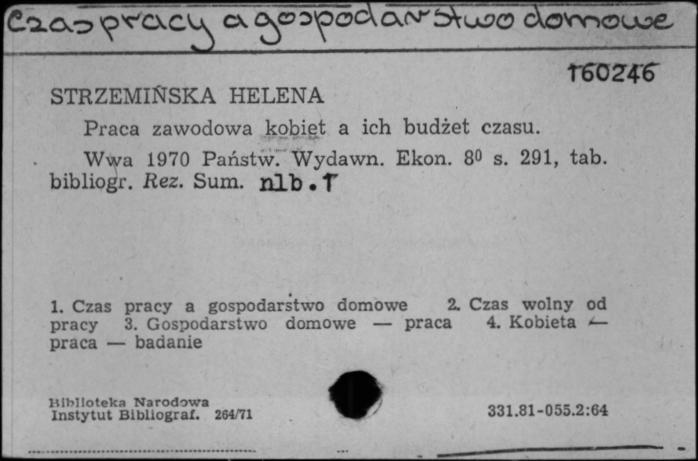 Czas pracy a gospodarstwo domowe
160246
STRZEMIŃSKA HELENA
Praca zawodowa kobiet a ich budżet czasu.
Wwa 1970 Państw. Wydawn. Ekon. 8⁰ s. 291, tab.
bibliogr. Rez. Sum. nlb.1
1. Czas pracy a gospodarstwo domowe 2. Czas wolny od
pracy 3. Gospodarstwo domowe — praca 4. Kobieta —
praca — badanie
Biblioteka Narodowa
Instytut Bibliograf. 264/71
331.81-055.2:64